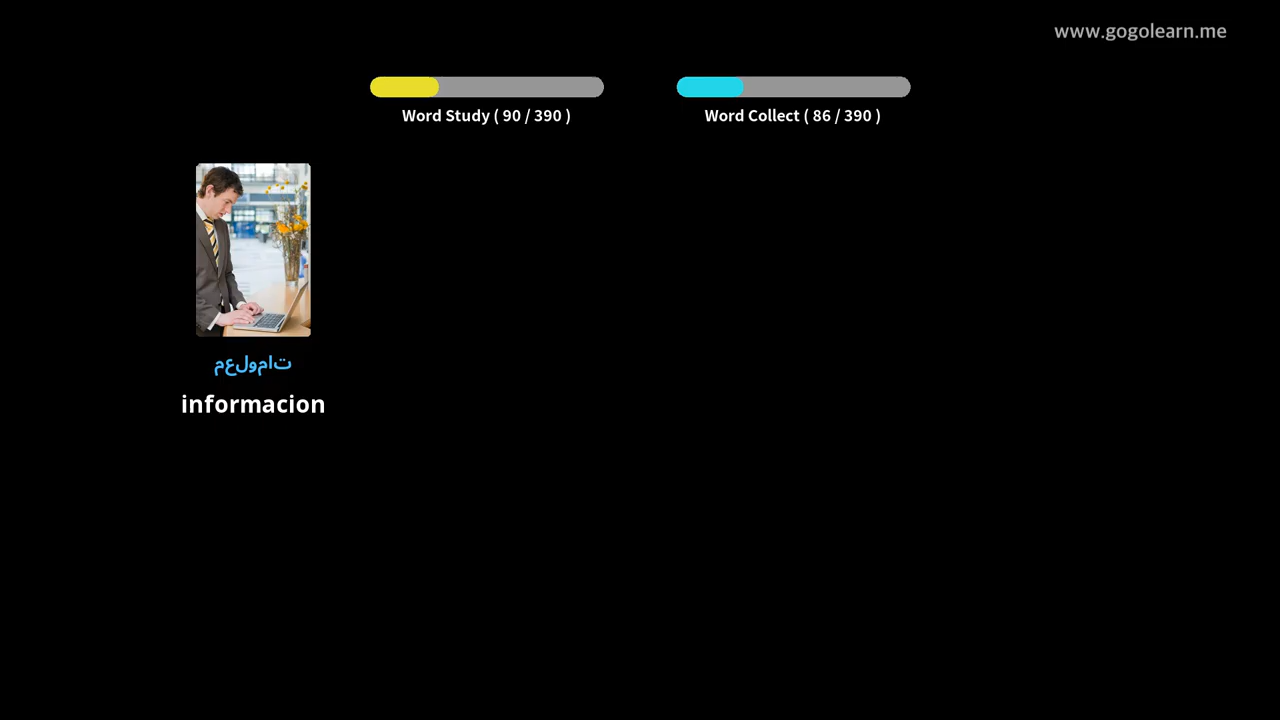 www.gogolearn.me
Word Study ( 90 / 390 )
Word Collect ( 86 / 390 )
معلومات
informacion